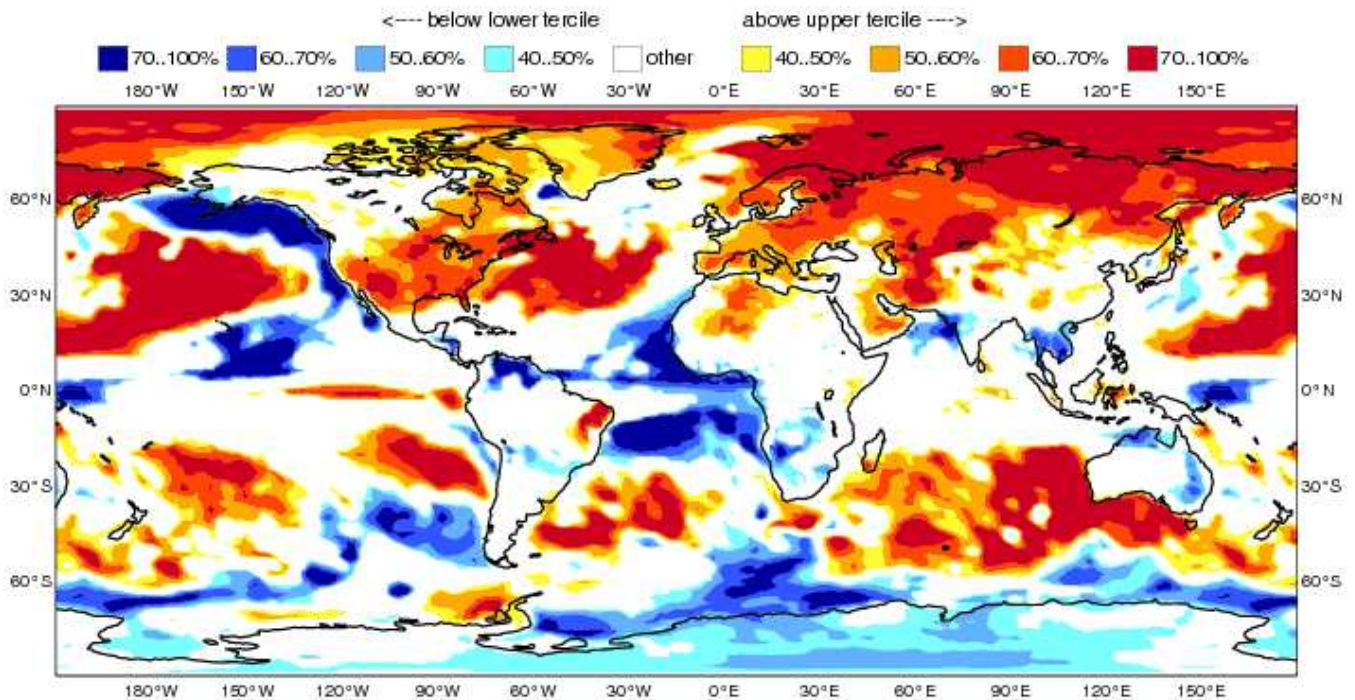 <---- below lower tercile above upper tercile ---->
70..100% 60..70% 50..60% 40..50% other 40..50% 50..60% 60..70% 70..100%
180°W 150°W 120°W 90°W 60°W 30°W 0°E 30°E 60°E 90°E 120°E 150°E
60°N 60°N
30°N 30°N
0°N 0°N
30°S 30°S
60°S 60°S
180°W 150°W 120°W 90°W 60°W 30°W 0°E 30°E 60°E 90°E 120°E 150°E